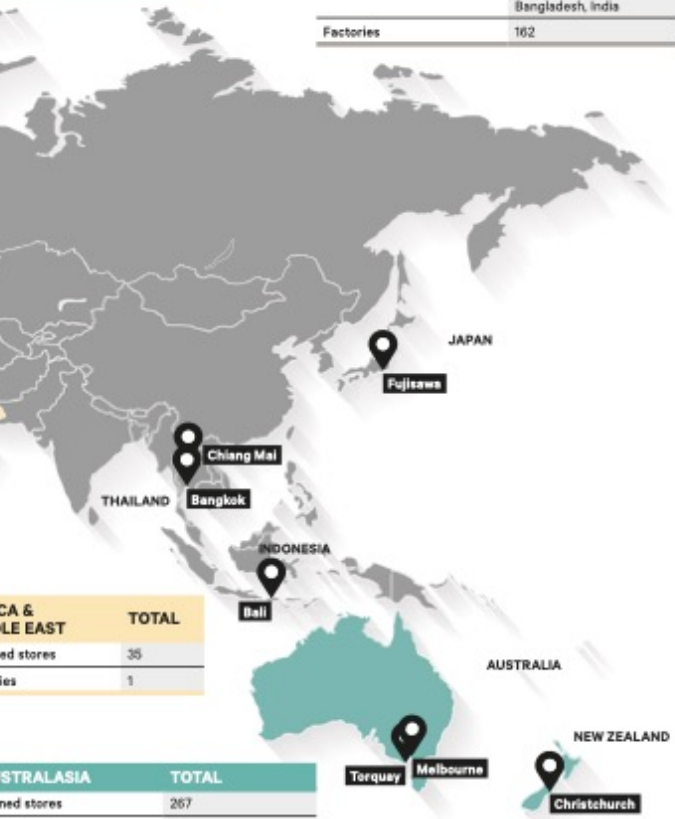 Bangladesh, India
Factories 162
JAPAN
Fujisawa
Chiang Mai
THAILAND
Bangkok
INDONESIA
Bali
CA & TOTAL
LE EAST
ed stores 35
ies 1
AUSTRALIA
NEW ZEALAND
Torquay
Melbourne
Christchurch
STRALASIA TOTAL
ned stores 267